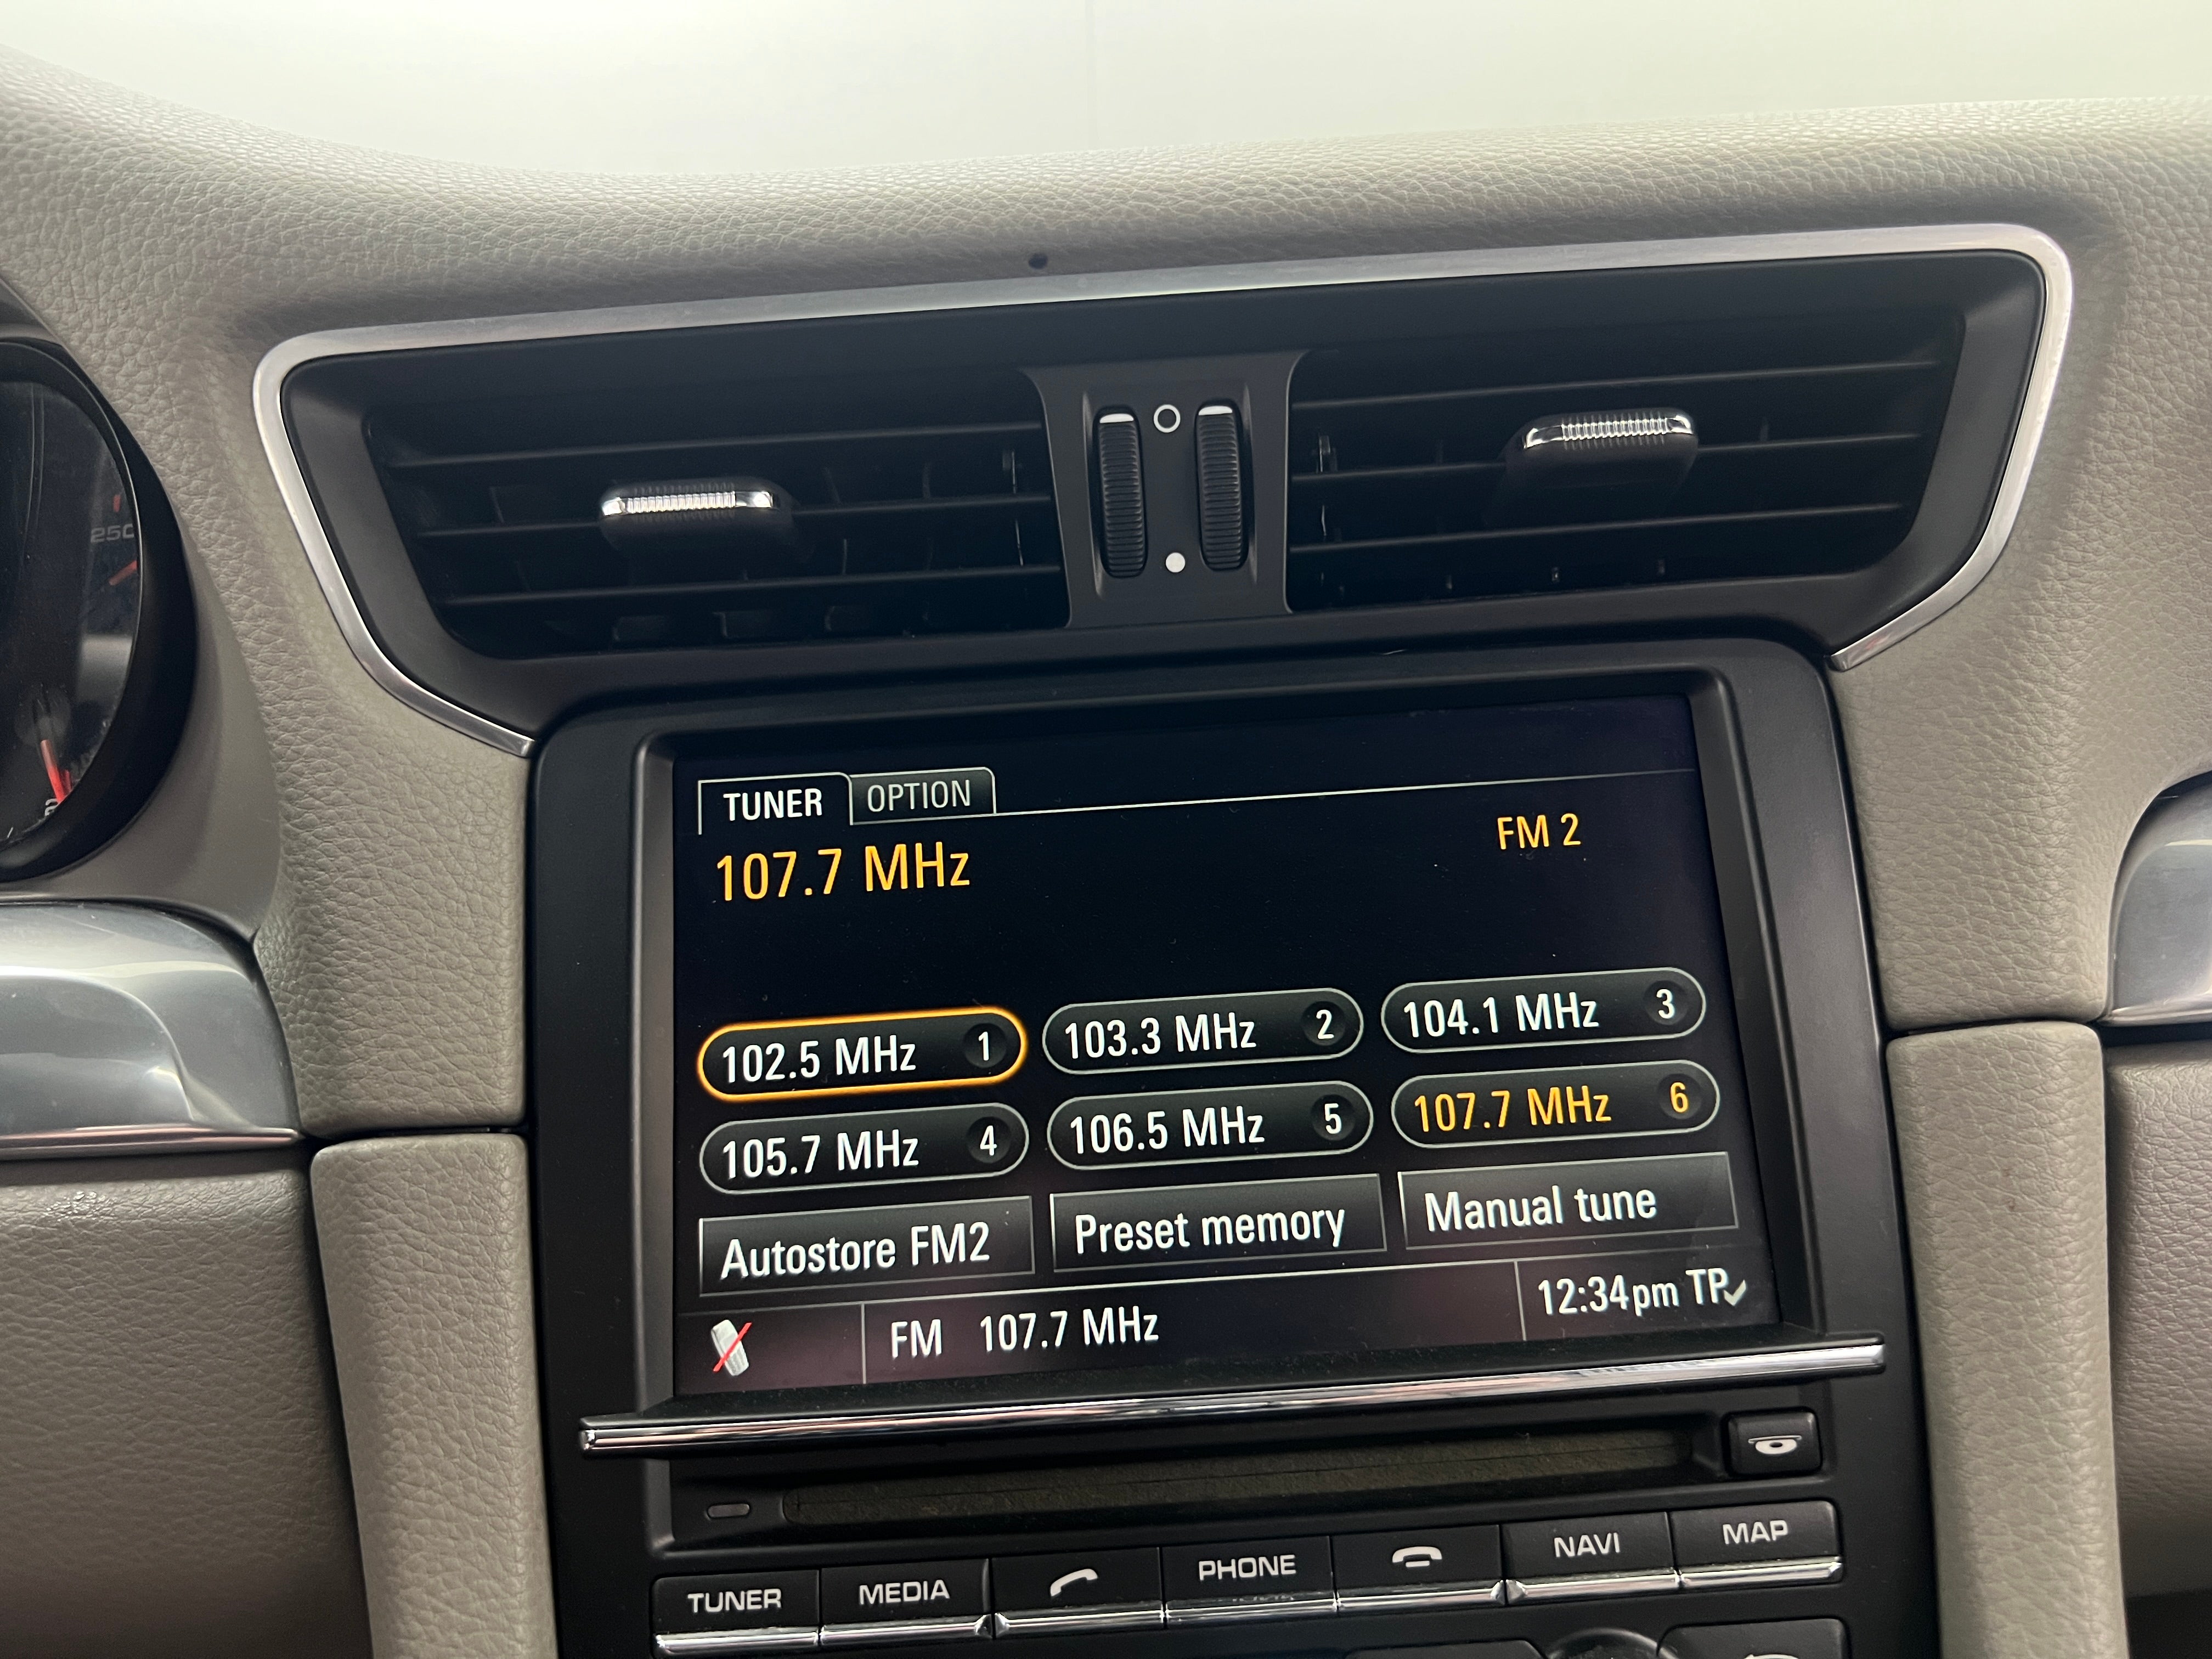 250
TUNER OPTION
107.7 MHz FM 2
102.5 MHz 1 103.3 MHz 2 104.1 MHz 3
105.7 MHz 4 106.5 MHz 5 107.7 MHz 6
Autostore FM2 Preset memory Manual tune
FM 107.7 MHz 12:34pm TP
TUNER MEDIA PHONE NAVI MAP